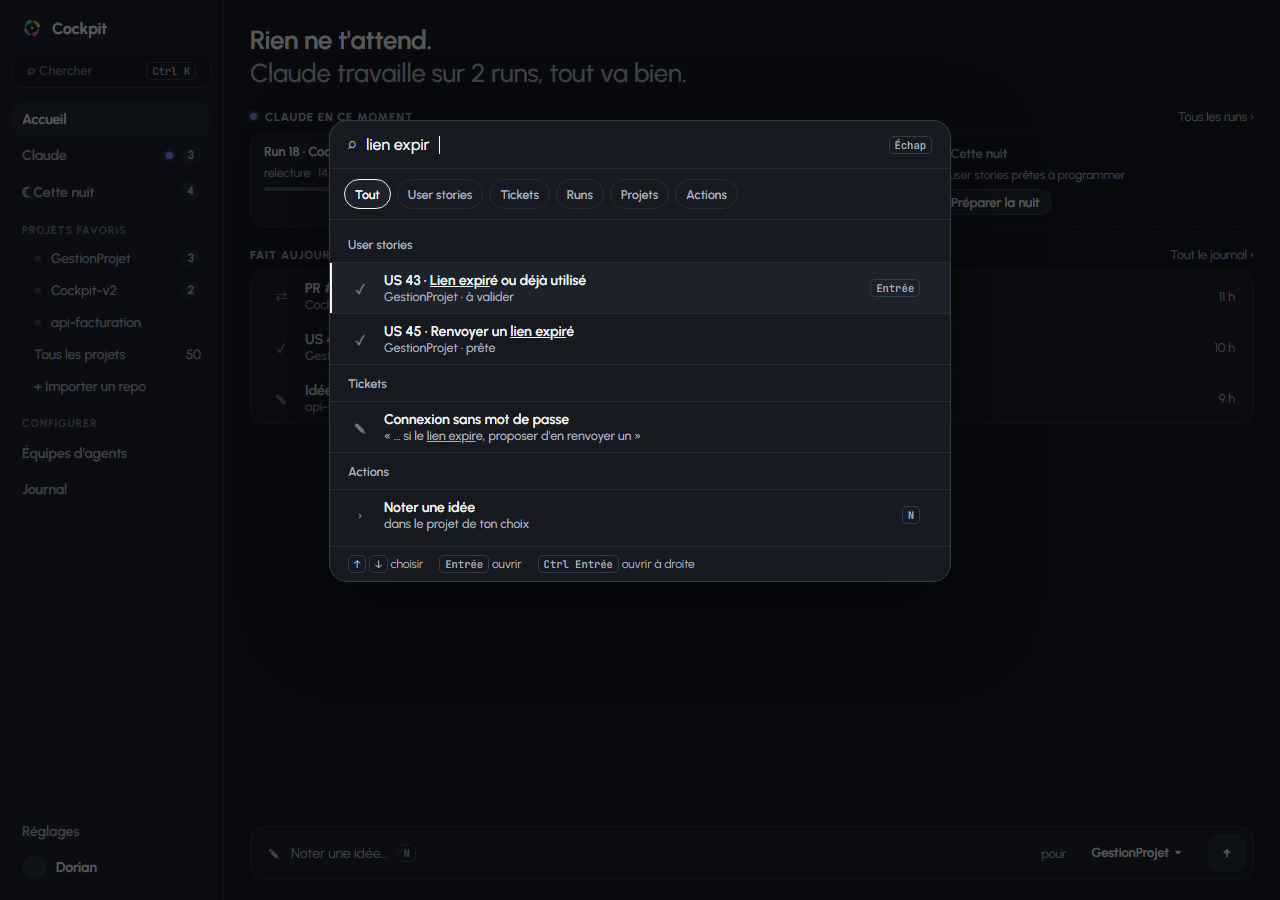 Cockpit
Chercher
Ctrl K
Accueil
Claude
3
Cette nuit
4
PROJETS FAVORIS
GestionProjet
3
Cockpit-v2
2
api-facturation
Tous les projets
50
+ Importer un repo
CONFIGURER
Équipes d'agents
Journal
Réglages
Dorian
Rien ne t'attend.
Claude travaille sur 2 runs, tout va bien.
CLAUDE EN CE MOMENT
Tous les runs ›
Run 18 · Coc
relecture · 14
Cette nuit
user stories prêtes à programmer
Préparer la nuit
FAIT AUJOUR
Tout le journal ›
PR #
Cock
11 h
US 4
Gest
10 h
Idée
api-
9 h
lien expir
Échap
Tout
User stories
Tickets
Runs
Projets
Actions
User stories
US 43 · Lien expiré ou déjà utilisé
Entrée
GestionProjet · à valider
US 45 · Renvoyer un lien expiré
GestionProjet · prête
Tickets
Connexion sans mot de passe
« … si le lien expire, proposer d'en renvoyer un »
Actions
› Noter une idée
N
dans le projet de ton choix
↑ ↓ choisir
Entrée ouvrir
Ctrl Entrée ouvrir à droite
Noter une idée…
N
pour
GestionProjet
↑